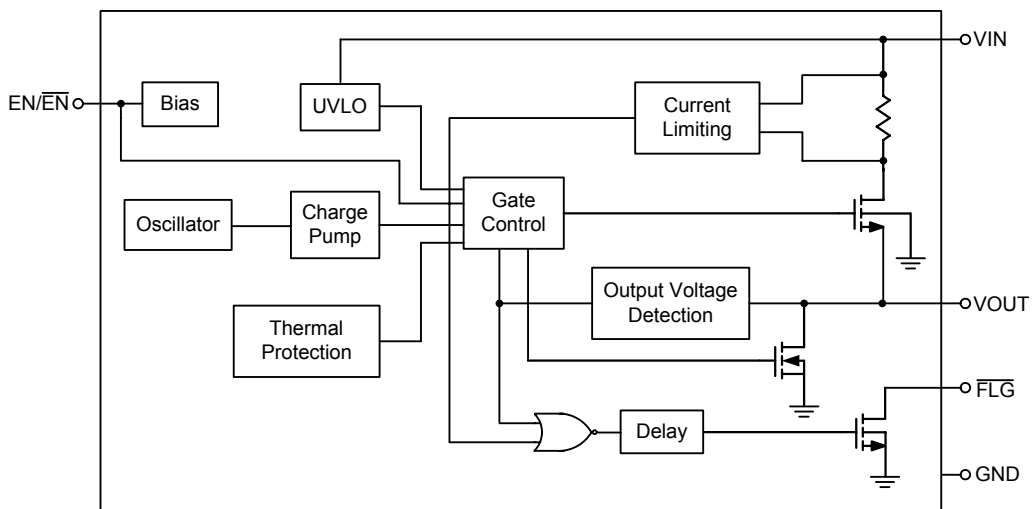 VIN
EN/EN
Bias
UVLO
Current
Limiting
Gate
Control
Oscillator
Charge
Pump
Output Voltage
Detection
VOUT
Thermal
Protection
FLG
Delay
GND